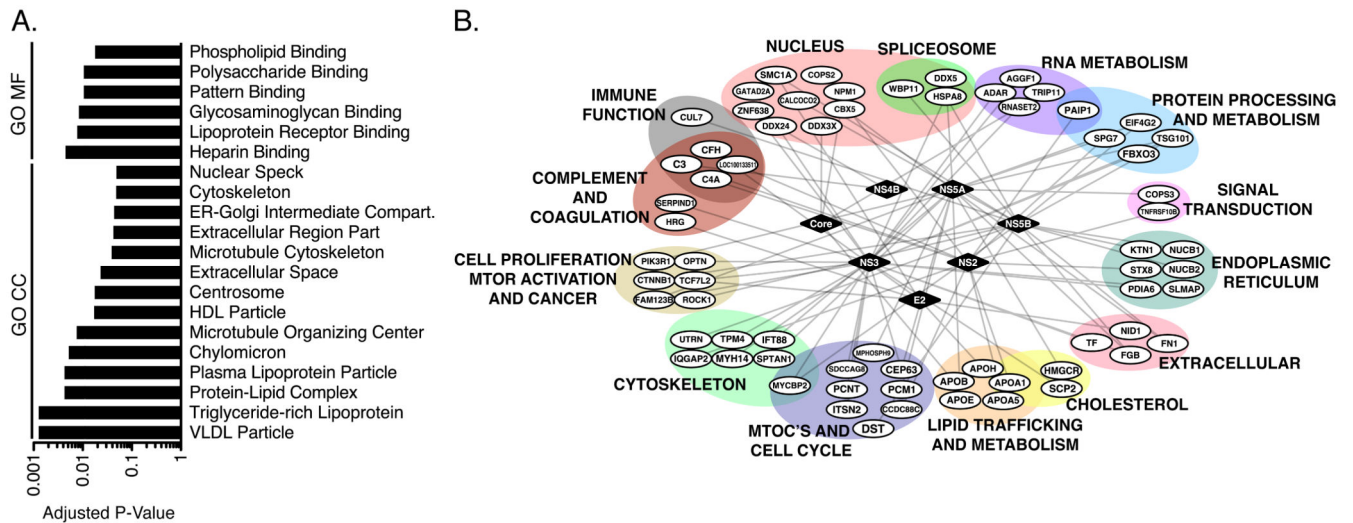 A.
GO MF
Phospholipid Binding
Polysaccharide Binding
Pattern Binding
Glycosaminoglycan Binding
Lipoprotein Receptor Binding
Heparin Binding
GO CC
Nuclear Speck
Cytoskeleton
ER-Golgi Intermediate Compart.
Extracellular Region Part
Microtubule Cytoskeleton
Extracellular Space
Centrosome
HDL Particle
Microtubule Organizing Center
Chylomicron
Plasma Lipoprotein Particle
Protein-Lipid Complex
Triglyceride-rich Lipoprotein
VLDL Particle
0.001
0.01
0.1
1
Adjusted P-Value
B.
NUCLEUS
SMC1A
COPS2
GATAD2A
CALCOCO2
NPM1
ZNF638
CBX5
DDX24
DDX3X
SPLICEOSOME
DDX5
WBP11
HSPA8
RNA METABOLISM
AGGF1
ADAR
TRIP11
RNASET2
PAIP1
PROTEIN PROCESSING
AND METABOLISM
EIF4G2
SPG7
TSG101
FBXO3
IMMUNE
FUNCTION
CUL7
CFH
C3
LOC100133511
C4A
COMPLEMENT
AND
COAGULATION
SERPIND1
HRG
NS4B
NS5A
Core
NS5B
NS3
NS2
E2
COPS3
TNFRSF10B
SIGNAL
TRANSDUCTION
CELL PROLIFERATION
MTOR ACTIVATION
AND CANCER
PIK3R1
OPTN
CTNNB1
TCF7L2
FAM123B
ROCK1
KTN1
NUCB1
STX8
NUCB2
PDIA6
SLMAP
ENDOPLASMIC
RETICULUM
UTRN
TPM4
IFT88
IQGAP2
MYH14
SPTAN1
CYTOSKELETON
MYCBP2
MPHOSPH9
SDCCAG8
CEP63
PCNT
PCM1
ITSN2
CCDC88C
DST
MTOC'S AND
CELL CYCLE
APOH
APOB
APOA1
APOE
APOA5
LIPID TRAFFICKING
AND METABOLISM
HMGCR
SCP2
CHOLESTEROL
NID1
TF
FN1
FGB
EXTRACELLULAR